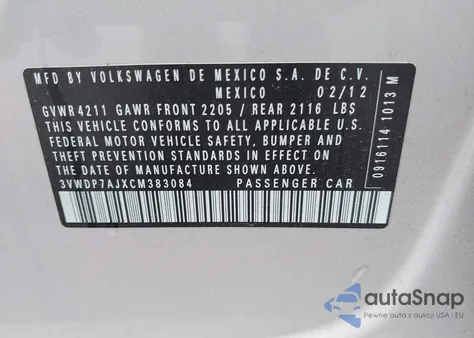 MFD BY VOLKSWAGEN DE MEXICO S.A. DE C.V.
MEXICO 02/12
GVWR 4211 GAWR FRONT 2205 / REAR 2116 LBS
THIS VEHICLE CONFORMS TO ALL APPLICABLE U.S.
FEDERAL MOTOR VEHICLE SAFETY, BUMPER AND
THEFT PREVENTION STANDARDS IN EFFECT ON
THE DATE OF MANUFACTURE SHOWN ABOVE.
3VWDP7AJXCM383084 PASSENGER CAR
0916114 1013 M
autoSnap
Pewne auta z aukcji USA - EU